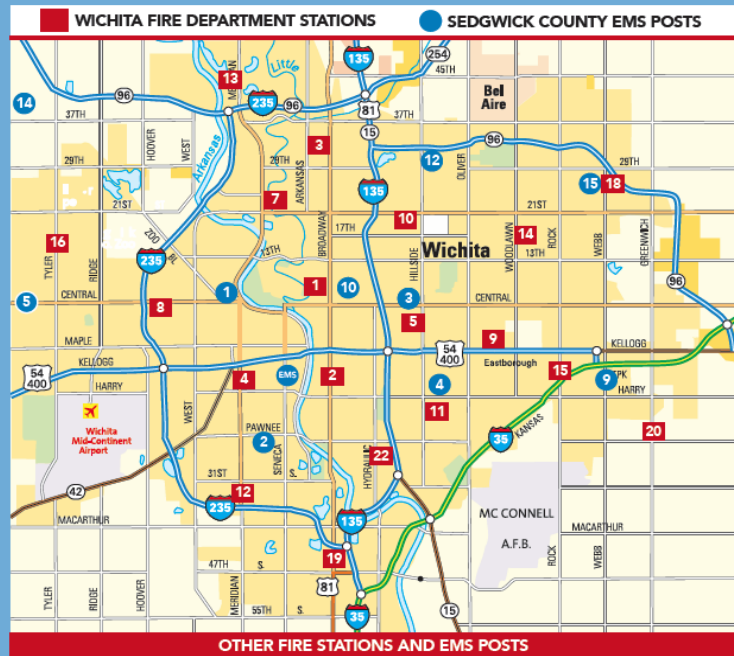 WICHITA FIRE DEPARTMENT STATIONS
SEDGWICK COUNTY EMS POSTS
135
254
45TH
Little
13
MERIDIAN
235
96
81
Bel
Aire
14
96
37TH
15
37TH
96
HOOVER
WEST
Arkansas
3
29TH
29TH
ARKANSAS
12
OLIVER
29TH
135
15
18
21ST
7
21ST
16
ZOO BL.
13TH
BROADWAY
17TH
10
HILLSIDE
Wichita
WOODLAWN
14
13TH
ROCK
WEBB
GREENWICH
TYLER
RIDGE
235
96
5
CENTRAL
8
1
1
10
3
CENTRAL
5
MAPLE
9
KELLOGG
54
400
KELLOGG
54
400
Eastborough
HARRY
4
EMS
2
4
15
9
TPK
HARRY
WEST
11
Wichita
Mid-Continent
Airport
PAWNEE
2
SENECA
S.
35
KANSAS
20
31ST
22
HYDRAULIC
42
12
235
MACARTHUR
135
MC CONNELL
A.F.B.
MACARTHUR
19
47TH
S.
81
ROCK
WEBB
TYLER
RIDGE
HOOVER
MERIDIAN
55TH
S.
35
15
OTHER FIRE STATIONS AND EMS POSTS